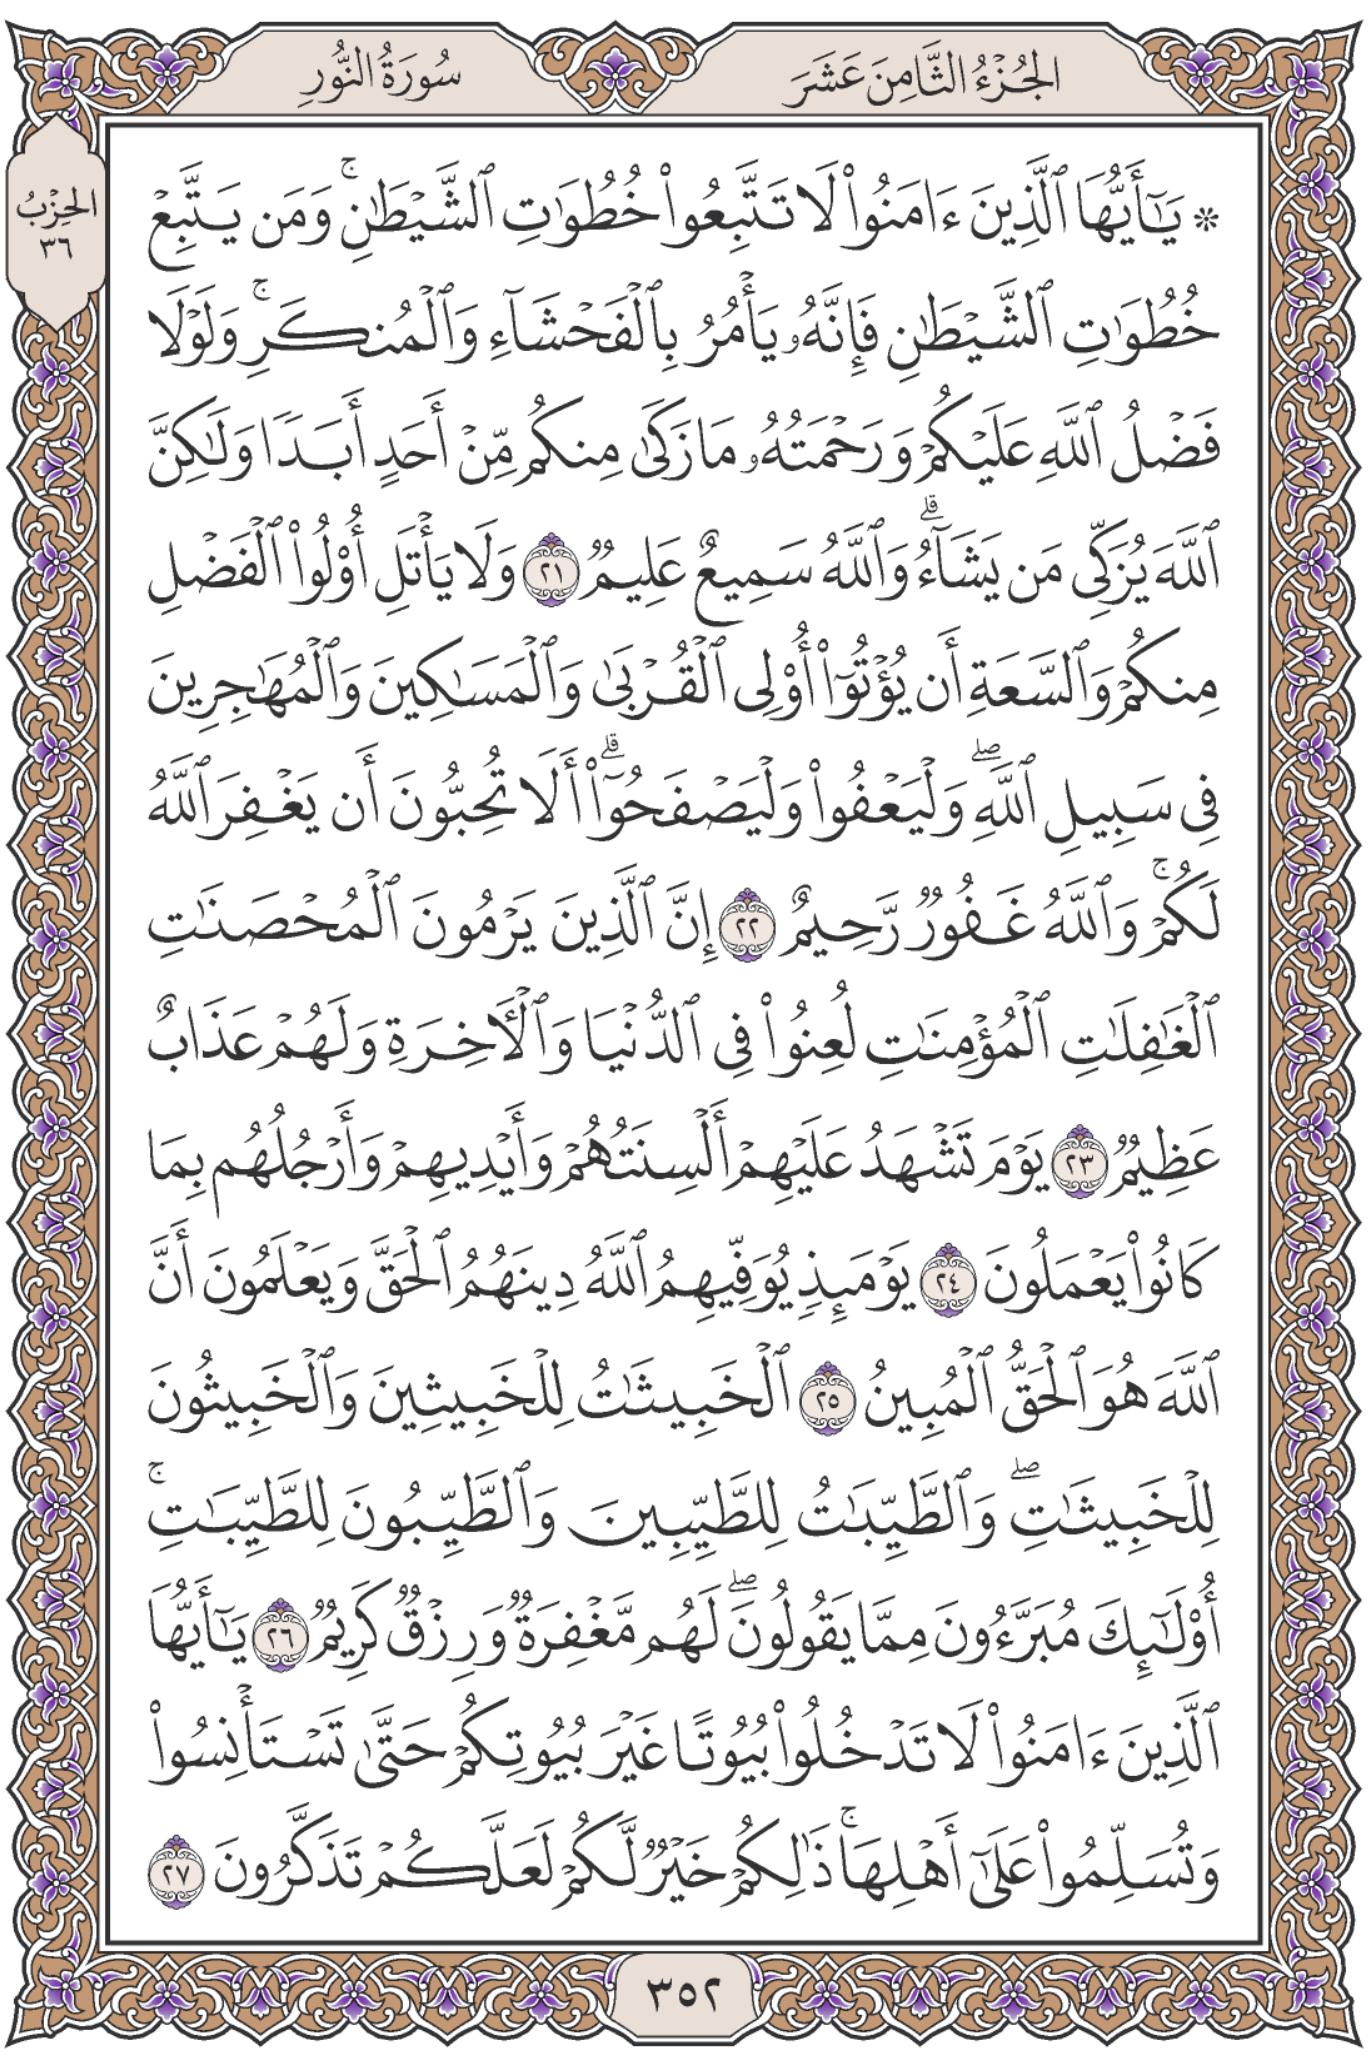 الجُزْءُ الثَّامِنَ عَشَرَ
سُورَةُ النُّورِ
الحِزْبُ
٣٦
۞ يَـٰٓأَيُّهَا ٱلَّذِينَ ءَامَنُوا۟ لَا تَتَّبِعُوا۟ خُطُوَٰتِ ٱلشَّيْطَـٰنِ ۚ وَمَن يَتَّبِعْ
خُطُوَٰتِ ٱلشَّيْطَـٰنِ فَإِنَّهُۥ يَأْمُرُ بِٱلْفَحْشَآءِ وَٱلْمُنكَرِ ۚ وَلَوْلَا
فَضْلُ ٱللَّهِ عَلَيْكُمْ وَرَحْمَتُهُۥ مَا زَكَىٰ مِنكُم مِّنْ أَحَدٍ أَبَدًا وَلَـٰكِنَّ
ٱللَّهَ يُزَكِّى مَن يَشَآءُ ۗ وَٱللَّهُ سَمِيعٌ عَلِيمٌ ٢١ وَلَا يَأْتَلِ أُو۟لُوا۟ ٱلْفَضْلِ
مِنكُمْ وَٱلسَّعَةِ أَن يُؤْتُوٓا۟ أُو۟لِى ٱلْقُرْبَىٰ وَٱلْمَسَـٰكِينَ وَٱلْمُهَـٰجِرِينَ
فِى سَبِيلِ ٱللَّهِ ۖ وَلْيَعْفُوا۟ وَلْيَصْفَحُوٓا۟ ۗ أَلَا تُحِبُّونَ أَن يَغْفِرَ ٱللَّهُ
لَكُمْ ۚ وَٱللَّهُ غَفُورٌ رَّحِيمٌ ٢٢ إِنَّ ٱلَّذِينَ يَرْمُونَ ٱلْمُحْصَنَـٰتِ
ٱلْغَـٰفِلَـٰتِ ٱلْمُؤْمِنَـٰتِ لُعِنُوا۟ فِى ٱلدُّنْيَا وَٱلْـَٔاخِرَةِ وَلَهُمْ عَذَابٌ
عَظِيمٌ ٢٣ يَوْمَ تَشْهَدُ عَلَيْهِمْ أَلْسِنَتُهُمْ وَأَيْدِيهِمْ وَأَرْجُلُهُم بِمَا
كَانُوا۟ يَعْمَلُونَ ٢٤ يَوْمَئِذٍ يُوَفِّيهِمُ ٱللَّهُ دِينَهُمُ ٱلْحَقَّ وَيَعْلَمُونَ أَنَّ
ٱللَّهَ هُوَ ٱلْحَقُّ ٱلْمُبِينُ ٢٥ ٱلْخَبِيثَـٰتُ لِلْخَبِيثِينَ وَٱلْخَبِيثُونَ
لِلْخَبِيثَـٰتِ ۖ وَٱلطَّيِّبَـٰتُ لِلطَّيِّبِينَ وَٱلطَّيِّبُونَ لِلطَّيِّبَـٰتِ ۚ
أُو۟لَـٰٓئِكَ مُبَرَّءُونَ مِمَّا يَقُولُونَ ۖ لَهُم مَّغْفِرَةٌ وَرِزْقٌ كَرِيمٌ ٢٦ يَـٰٓأَيُّهَا
ٱلَّذِينَ ءَامَنُوا۟ لَا تَدْخُلُوا۟ بُيُوتًا غَيْرَ بُيُوتِكُمْ حَتَّىٰ تَسْتَأْنِسُوا۟
وَتُسَلِّمُوا۟ عَلَىٰٓ أَهْلِهَا ۚ ذَٰلِكُمْ خَيْرٌ لَّكُمْ لَعَلَّكُمْ تَذَكَّرُونَ ٢٧
٣٥٢